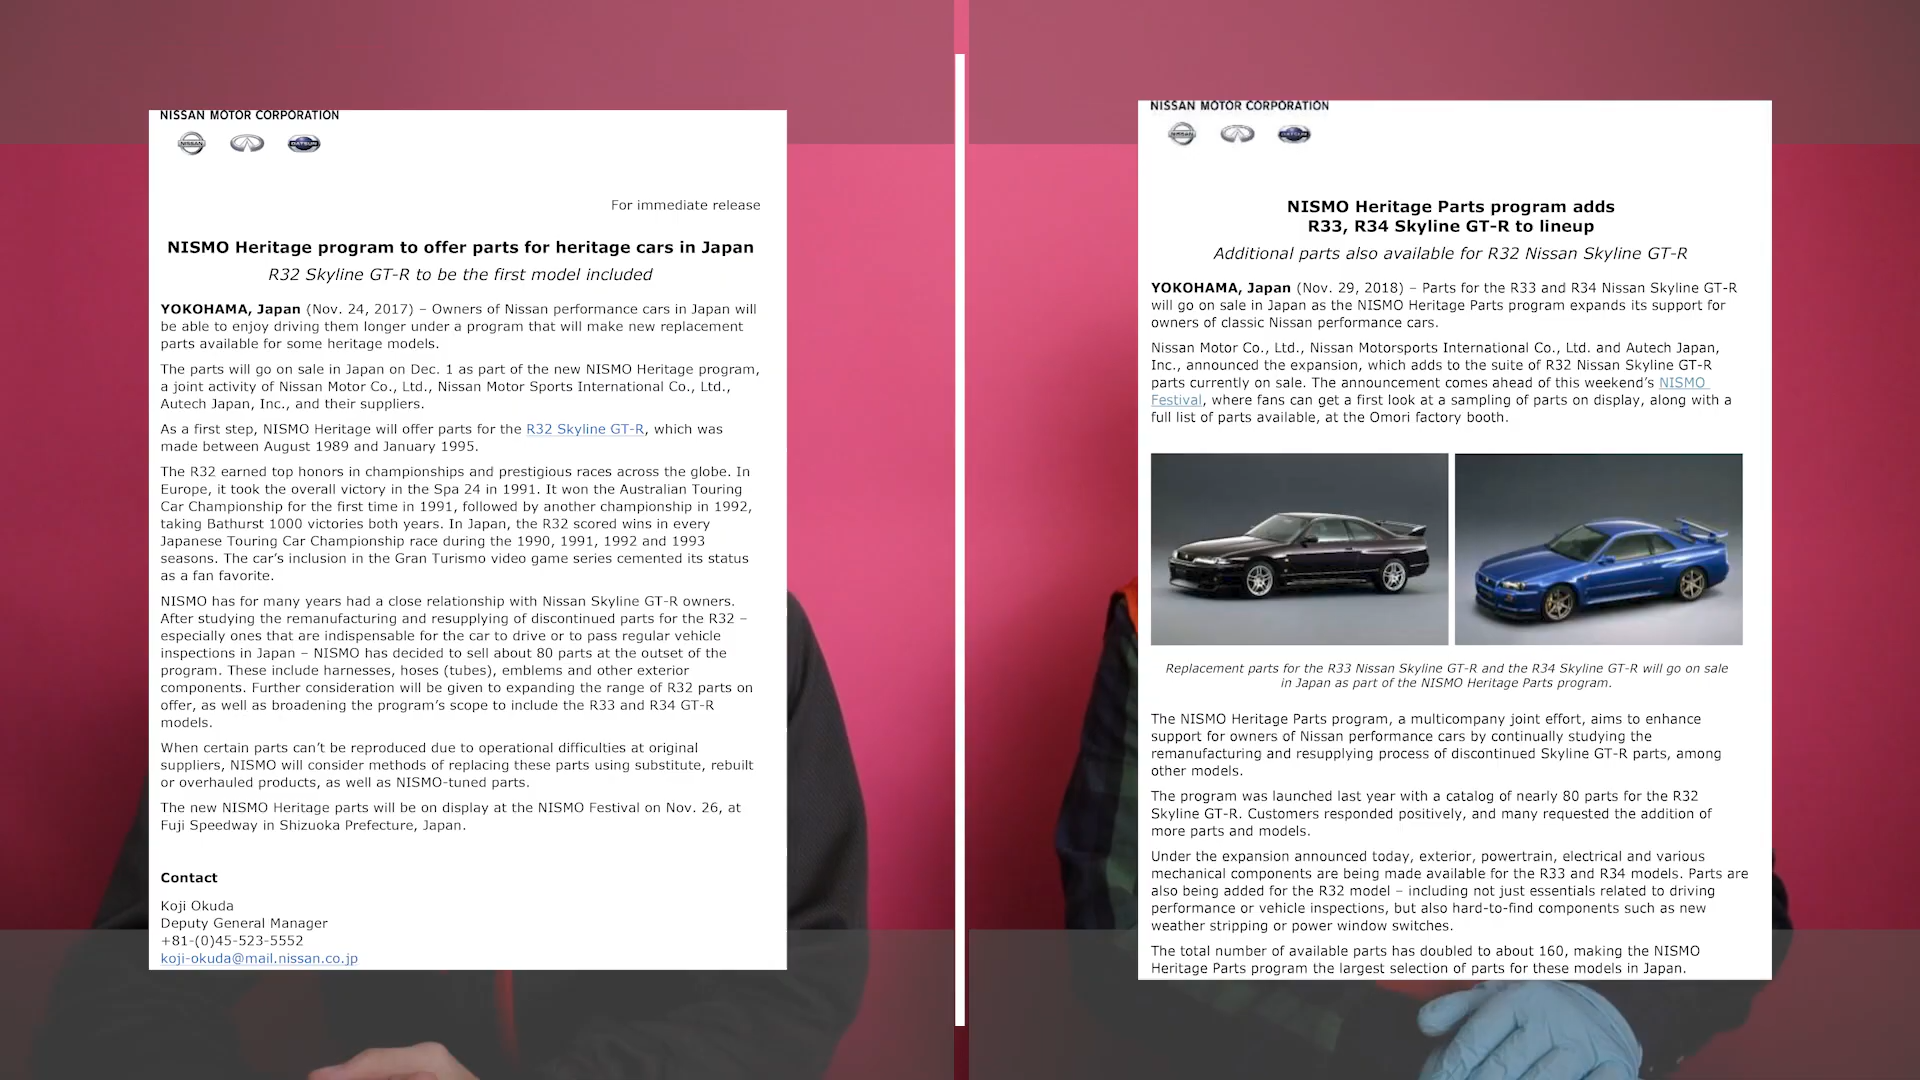 NISSAN MOTOR CORPORATION
NISSAN
DATSUN
For immediate release
NISMO Heritage program to offer parts for heritage cars in Japan
R32 Skyline GT-R to be the first model included
YOKOHAMA, Japan (Nov. 24, 2017) – Owners of Nissan performance cars in Japan will
be able to enjoy driving them longer under a program that will make new replacement
parts available for some heritage models.
The parts will go on sale in Japan on Dec. 1 as part of the new NISMO Heritage program,
a joint activity of Nissan Motor Co., Ltd., Nissan Motor Sports International Co., Ltd.,
Autech Japan, Inc., and their suppliers.
As a first step, NISMO Heritage will offer parts for the R32 Skyline GT-R, which was
made between August 1989 and January 1995.
The R32 earned top honors in championships and prestigious races across the globe. In
Europe, it took the overall victory in the Spa 24 in 1991. It won the Australian Touring
Car Championship for the first time in 1991, followed by another championship in 1992,
taking Bathurst 1000 victories both years. In Japan, the R32 scored wins in every
Japanese Touring Car Championship race during the 1990, 1991, 1992 and 1993
seasons. The car’s inclusion in the Gran Turismo video game series cemented its status
as a fan favorite.
NISMO has for many years had a close relationship with Nissan Skyline GT-R owners.
After studying the remanufacturing and resupplying of discontinued parts for the R32 –
especially ones that are indispensable for the car to drive or to pass regular vehicle
inspections in Japan – NISMO has decided to sell about 80 parts at the outset of the
program. These include harnesses, hoses (tubes), emblems and other exterior
components. Further consideration will be given to expanding the range of R32 parts on
offer, as well as broadening the program’s scope to include the R33 and R34 GT-R
models.
When certain parts can’t be reproduced due to operational difficulties at original
suppliers, NISMO will consider methods of replacing these parts using substitute, rebuilt
or overhauled products, as well as NISMO-tuned parts.
The new NISMO Heritage parts will be on display at the NISMO Festival on Nov. 26, at
Fuji Speedway in Shizuoka Prefecture, Japan.
Contact
Koji Okuda
Deputy General Manager
+81-(0)45-523-5552
koji-okuda@mail.nissan.co.jp
NISSAN MOTOR CORPORATION
NISSAN
DATSUN
NISMO Heritage Parts program adds
R33, R34 Skyline GT-R to lineup
Additional parts also available for R32 Nissan Skyline GT-R
YOKOHAMA, Japan (Nov. 29, 2018) – Parts for the R33 and R34 Nissan Skyline GT-R
will go on sale in Japan as the NISMO Heritage Parts program expands its support for
owners of classic Nissan performance cars.
Nissan Motor Co., Ltd., Nissan Motorsports International Co., Ltd. and Autech Japan,
Inc., announced the expansion, which adds to the suite of R32 Nissan Skyline GT-R
parts currently on sale. The announcement comes ahead of this weekend’s NISMO
Festival, where fans can get a first look at a sampling of parts on display, along with a
full list of parts available, at the Omori factory booth.
Replacement parts for the R33 Nissan Skyline GT-R and the R34 Skyline GT-R will go on sale
in Japan as part of the NISMO Heritage Parts program.
The NISMO Heritage Parts program, a multicompany joint effort, aims to enhance
support for owners of Nissan performance cars by continually studying the
remanufacturing and resupplying process of discontinued Skyline GT-R parts, among
other models.
The program was launched last year with a catalog of nearly 80 parts for the R32
Skyline GT-R. Customers responded positively, and many requested the addition of
more parts and models.
Under the expansion announced today, exterior, powertrain, electrical and various
mechanical components are being made available for the R33 and R34 models. Parts are
also being added for the R32 model – including not just essentials related to driving
performance or vehicle inspections, but also hard-to-find components such as new
weather stripping or power window switches.
The total number of available parts has doubled to about 160, making the NISMO
Heritage Parts program the largest selection of parts for these models in Japan.